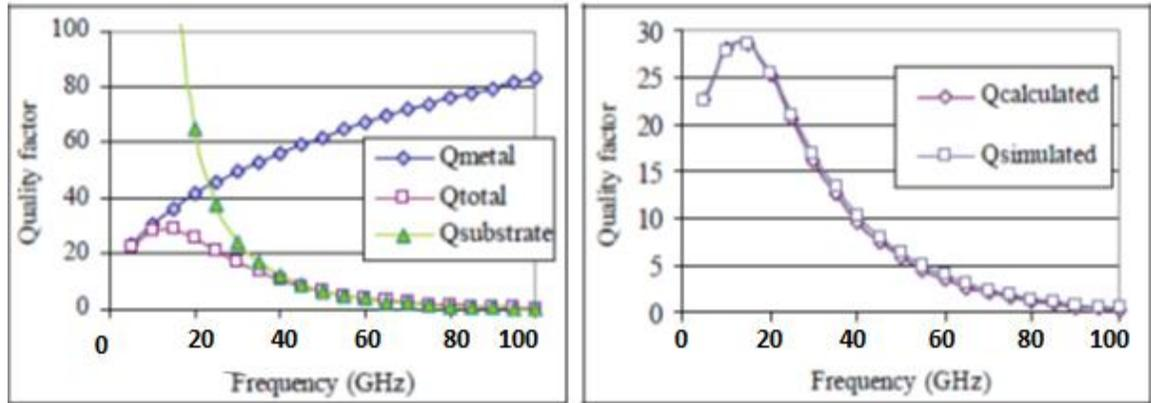 100
80
60
40
20
0
Quality factor
Qmetal
Qtotal
Qsubstrate
0 20 40 60 80 100
Frequency (GHz)
30
25
20
15
10
5
0
Quality factor
Qcalculated
Qsimulated
0 20 40 60 80 100
Frequency (GHz)